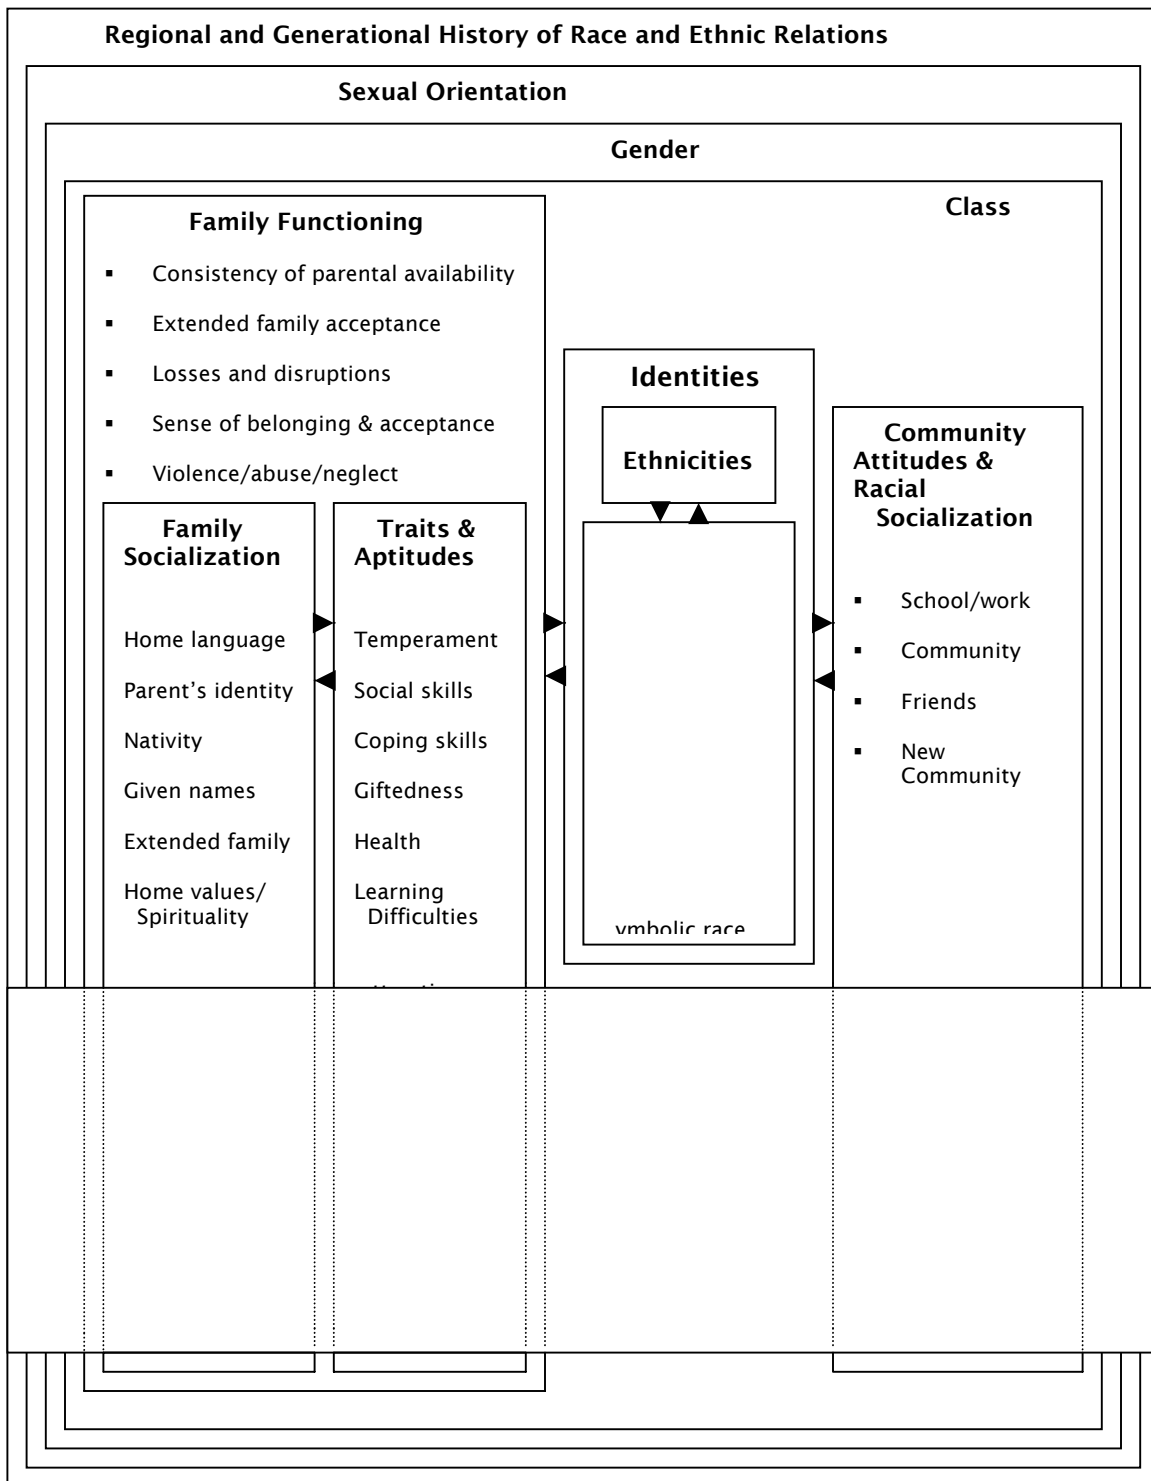 Regional and Generational History of Race and Ethnic Relations
Sexual Orientation
Gender
Class
Family Functioning
▪ Consistency of parental availability
▪ Extended family acceptance
▪ Losses and disruptions
▪ Sense of belonging & acceptance
▪ Violence/abuse/neglect
Family
Socialization
Home language
Parent's identity
Nativity
Given names
Extended family
Home values/
Spirituality
Traits &
Aptitudes
Temperament
Social skills
Coping skills
Giftedness
Health
Learning
Difficulties
Identities
Ethnicities
ymbolic race
Community
Attitudes &
Racial
Socialization
▪ School/work
▪ Community
▪ Friends
▪ New
Community